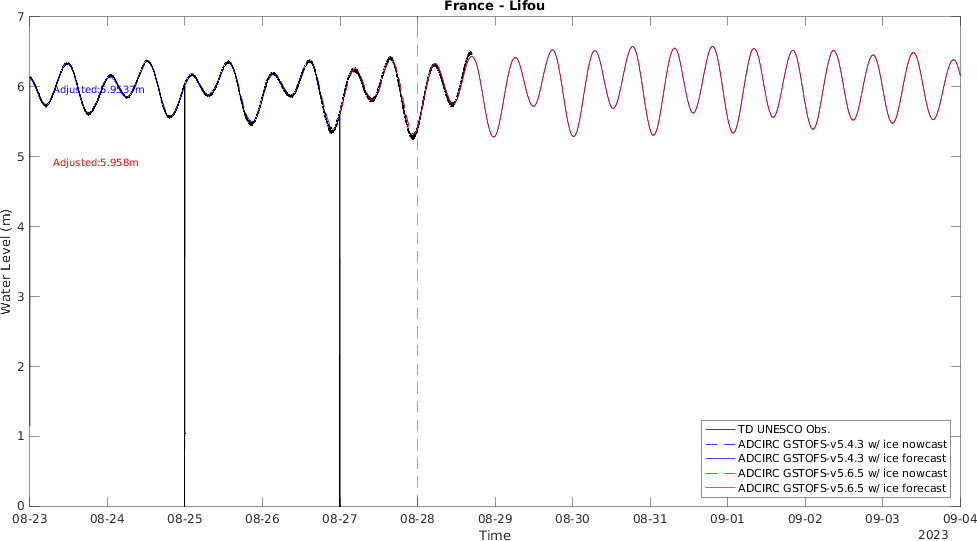 France - Lifou
7
6
5
4
3
2
1
0
Water Level (m)
Adjusted:5.9537m
Adjusted:5.958m
TD UNESCO Obs.
ADCIRC GSTOFS-v5.4.3 w/ ice nowcast
ADCIRC GSTOFS-v5.4.3 w/ ice forecast
ADCIRC GSTOFS-v5.6.5 w/ ice nowcast
ADCIRC GSTOFS-v5.6.5 w/ ice forecast
08-23 08-24 08-25 08-26 08-27 08-28 08-29 08-30 08-31 09-01 09-02 09-03 09-04
Time
2023